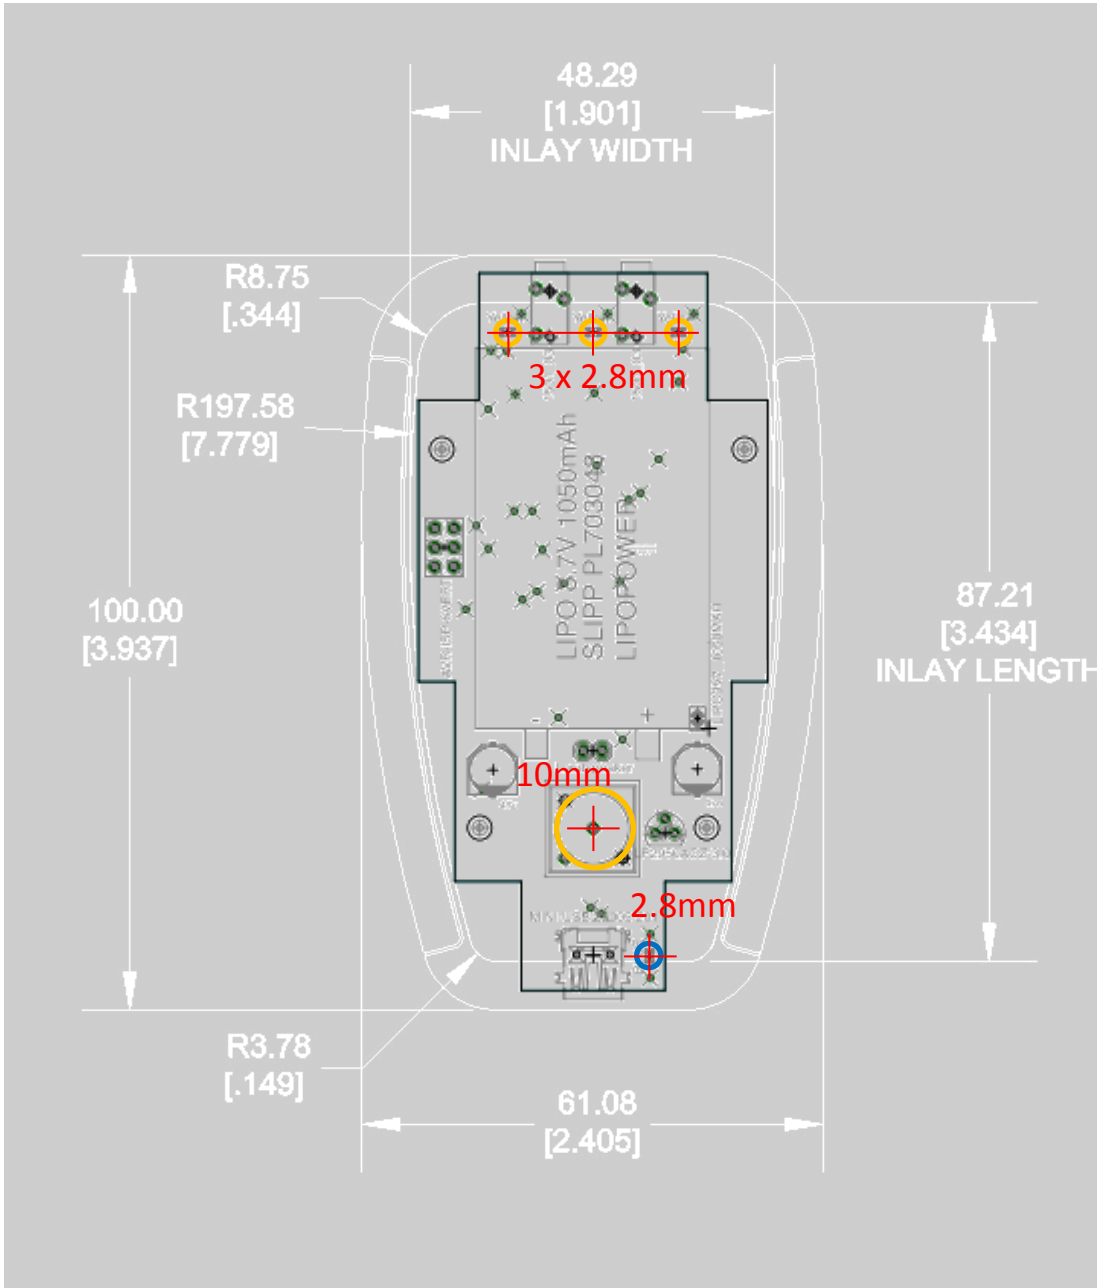 48.29
[1.901]
INLAY WIDTH
R8.75
[.344]
3 x 2.8mm
R197.58
[7.779]
LIPO 3.7V 1050mAh
SLIPP PL703048
LIPOPOWER
100.00
[3.937]
87.21
[3.434]
INLAY LENGTH
-
+
10mm
2.8mm
R3.78
[.149]
61.08
[2.405]